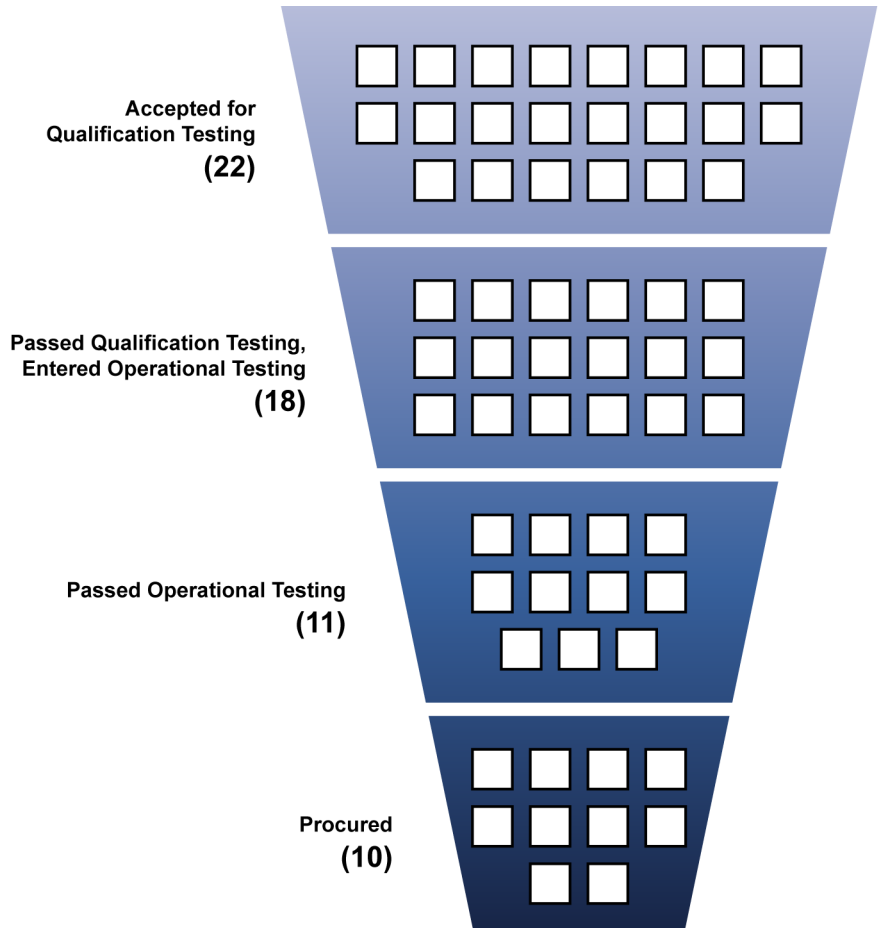 Accepted for
Qualification Testing
(22)
Passed Qualification Testing,
Entered Operational Testing
(18)
Passed Operational Testing
(11)
Procured
(10)